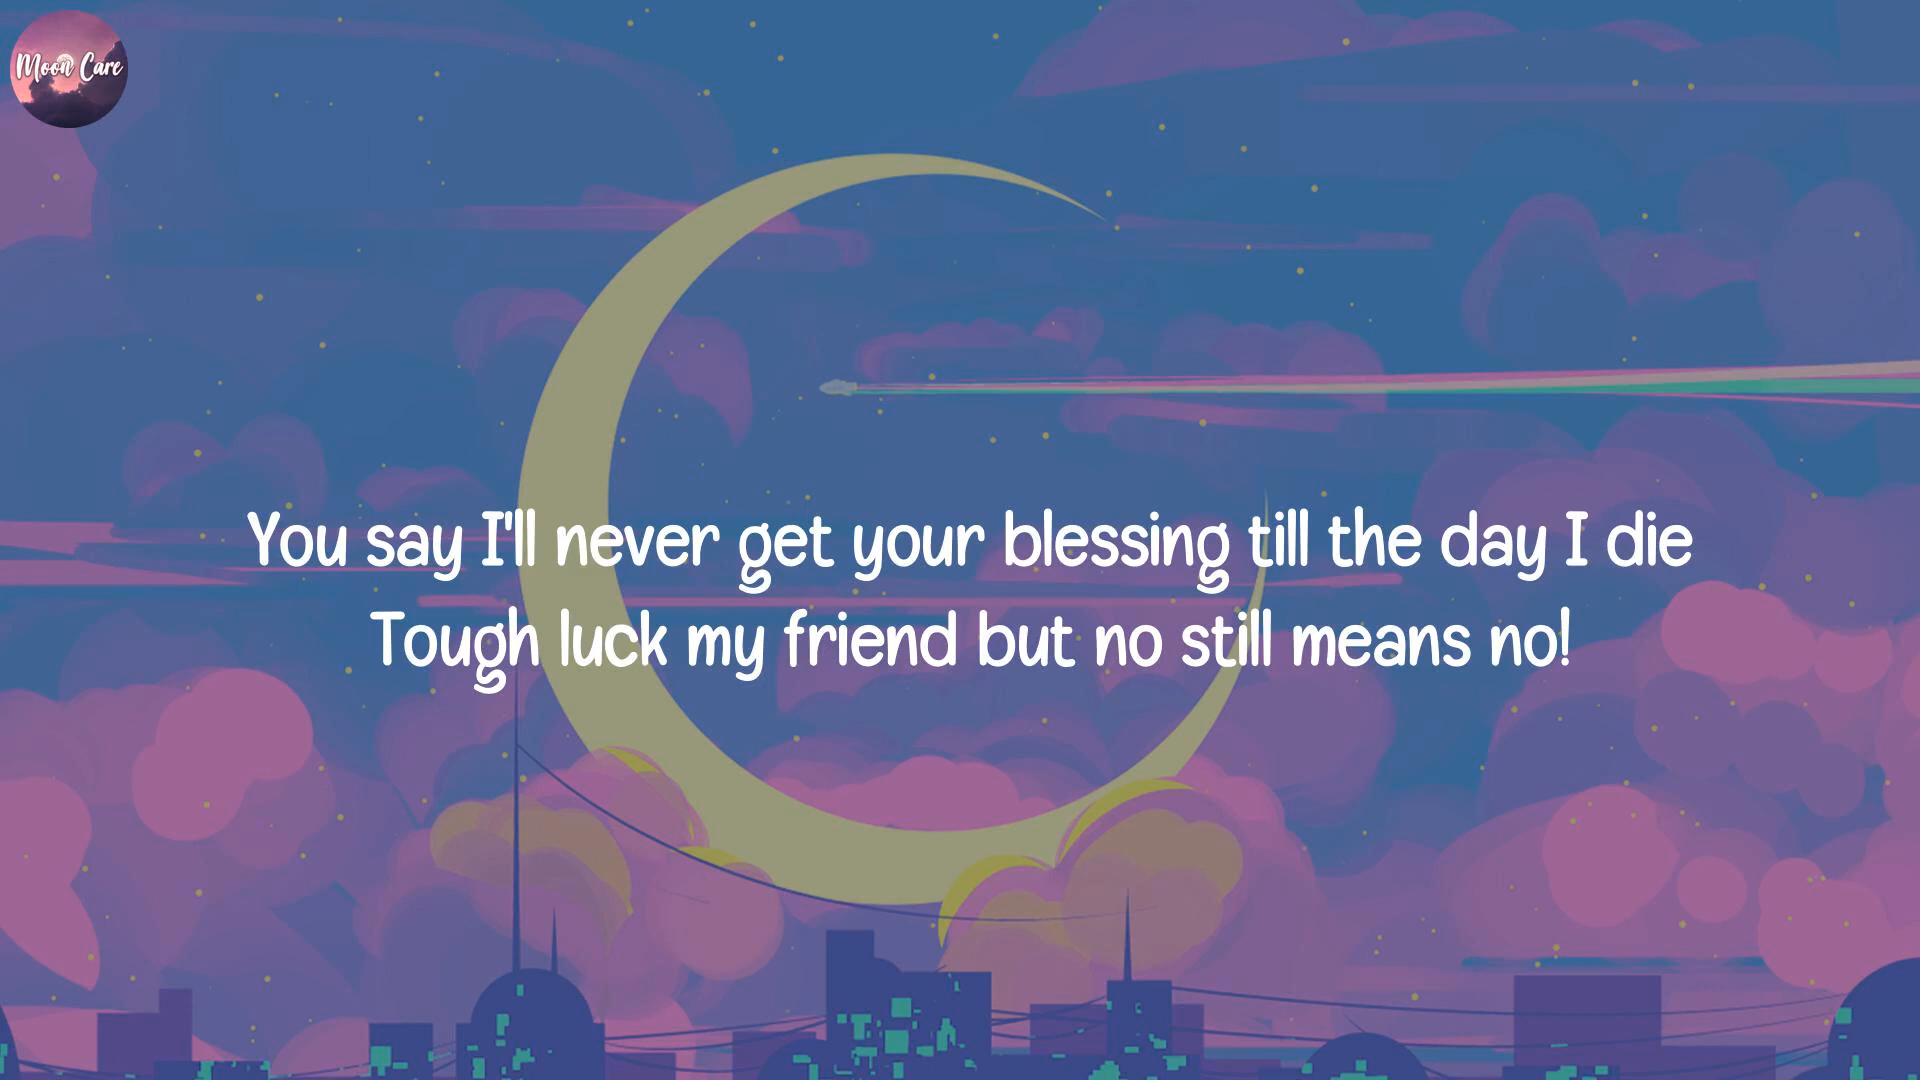 Moon Care
You say I'll never get your blessing till the day I die
Tough luck my friend but no still means no!